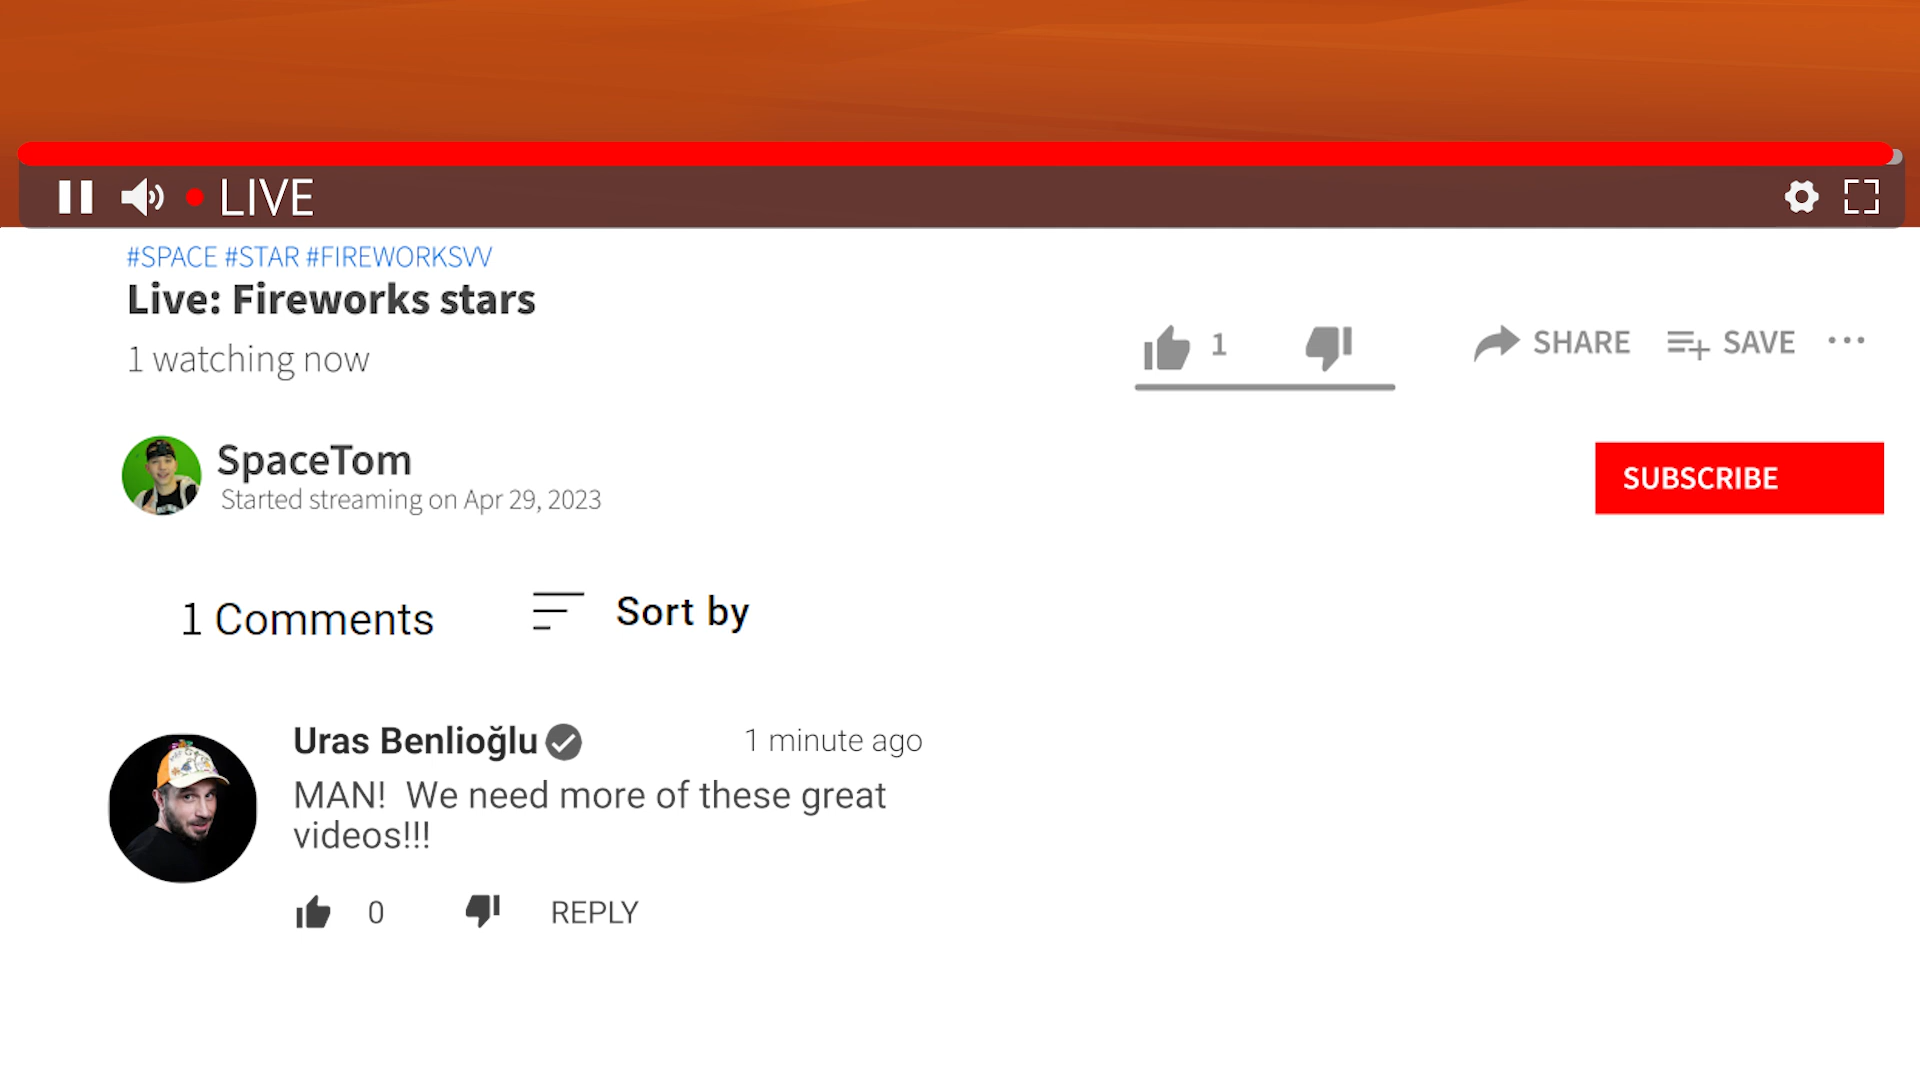 LIVE
#SPACE #STAR #FIREWORKSVV
Live: Fireworks stars
1 watching now
1
SHARE
SAVE
SpaceTom
Started streaming on Apr 29, 2023
SUBSCRIBE
1 Comments
Sort by
Uras Benlioğlu
1 minute ago
MAN!  We need more of these great
videos!!!
0
REPLY